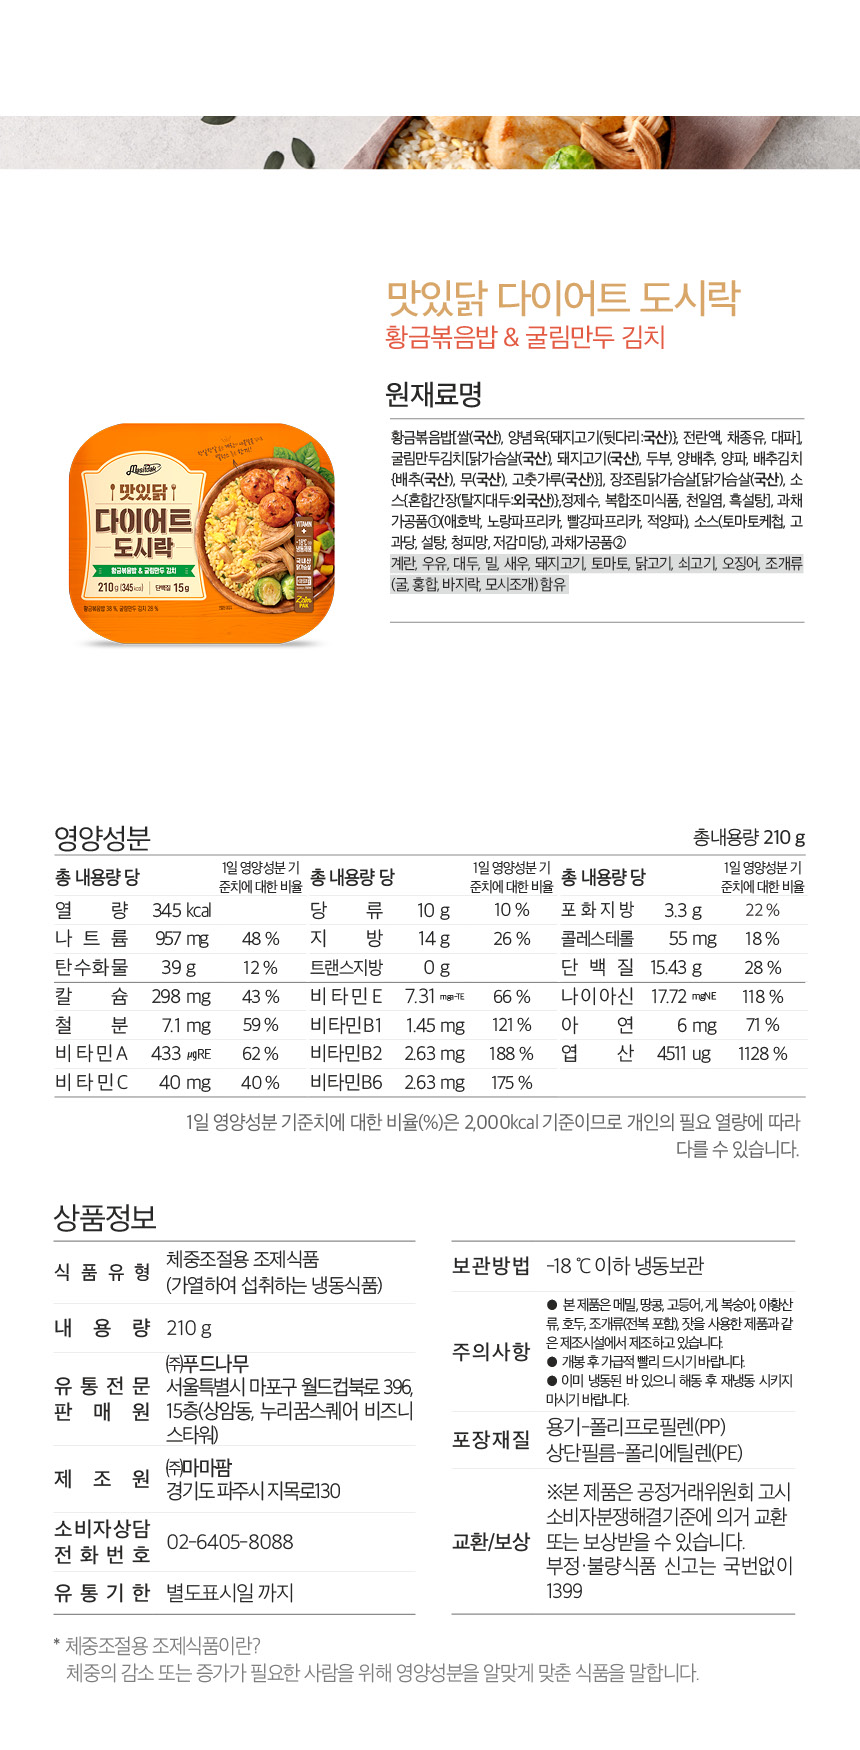 맛있닭 다이어트 도시락
황금볶음밥 & 굴림만두 김치
원재료명
황금볶음밥[쌀(국산), 양념육{돼지고기(뒷다리:국산)}, 전란액, 채종유, 대파],
굴림만두김치[닭가슴살(국산), 돼지고기(국산), 두부, 양배추, 양파, 배추김치
{배추(국산), 무(국산), 고춧가루(국산)}], 장조림닭가슴살[닭가슴살(국산), 소
스{혼합간장(탈지대두:외국산)},정제수, 복합조미식품, 천일염, 흑설탕], 과채
가공품①(애호박, 노랑파프리카, 빨강파프리카, 적양파), 소스(토마토케첩, 고
과당, 설탕, 청피망, 저감미당), 과채가공품②
계란, 우유, 대두, 밀, 새우, 돼지고기, 토마토, 닭고기, 쇠고기, 오징어, 조개류
(굴, 홍합, 바지락, 모시조개) 함유
맛있닭
다이어트
도시락
황금볶음밥 & 굴림만두 김치
210g(345kcal) 단백질 15g
황금볶음밥 38 %, 굴림만두 김치 28 %
VITAMIN
+
-18℃ 이하
냉동제품
국내산
닭가슴살
영양성분 총내용량 210 g
총 내용량 당 1일 영양성분 기준치에 대한 비율 총 내용량 당 1일 영양성분 기준치에 대한 비율 총 내용량 당 1일 영양성분 기준치에 대한 비율
열 량 345 kcal 당 류 10 g 10 % 포화지방 3.3 g 22 %
나트륨 957 mg 48 % 지 방 14 g 26 % 콜레스테롤 55 mg 18 %
탄수화물 39 g 12 % 트랜스지방 0 g 단백질 15.43 g 28 %
칼 슘 298 mg 43 % 비타민E 7.31 mga-TE 66 % 나이아신 17.72 mgNE 118 %
철 분 7.1 mg 59 % 비타민B1 1.45 mg 121 % 아 연 6 mg 71 %
비타민A 433 μgRE 62 % 비타민B2 2.63 mg 188 % 엽 산 4511 ug 1128 %
비타민C 40 mg 40 % 비타민B6 2.63 mg 175 %
1일 영양성분 기준치에 대한 비율(%)은 2,000kcal 기준이므로 개인의 필요 열량에 따라
다를 수 있습니다.
상품정보
식품유형 체중조절용 조제식품
(가열하여 섭취하는 냉동식품)
내용량 210 g
유통전문
판매원
㈜푸드나무
서울특별시 마포구 월드컵북로 396,
15층(상암동, 누리꿈스퀘어 비즈니
스타워)
제조원 ㈜마마팜
경기도 파주시 지목로130
소비자상담
전화번호 02-6405-8088
유통기한 별도표시일 까지
보관방법 -18 ℃ 이하 냉동보관
주의사항
● 본 제품은 메밀, 땅콩, 고등어, 게, 복숭아, 아황산
류, 호두, 조개류(전복 포함), 잣을 사용한 제품과 같
은 제조시설에서 제조하고 있습니다.
● 개봉 후 가급적 빨리 드시기 바랍니다.
● 이미 냉동된 바 있으니 해동 후 재냉동 시키지
마시기 바랍니다.
포장재질 용기-폴리프로필렌(PP)
상단필름-폴리에틸렌(PE)
교환/보상
※본 제품은 공정거래위원회 고시
소비자분쟁해결기준에 의거 교환
또는 보상받을 수 있습니다.
부정·불량식품 신고는 국번없이
1399
* 체중조절용 조제식품이란?
체중의 감소 또는 증가가 필요한 사람을 위해 영양성분을 알맞게 맞춘 식품을 말합니다.